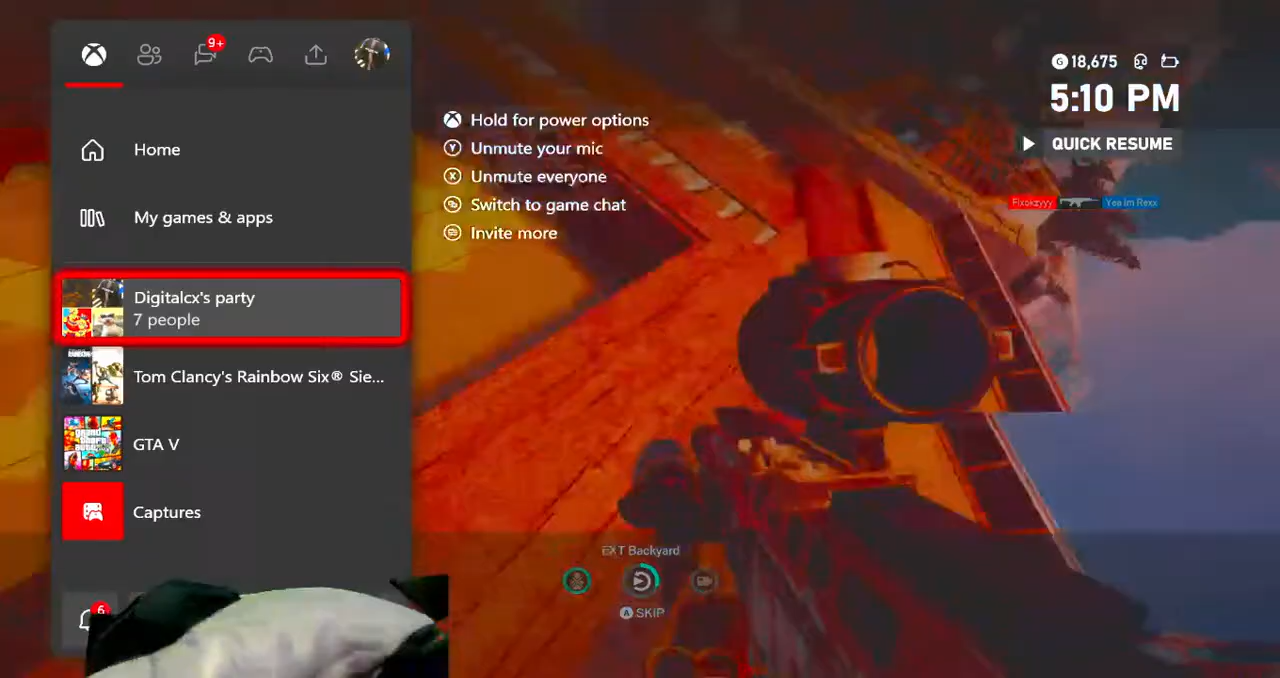 9+
Home
My games & apps
Digitalcx's party
7 people
Tom Clancy's Rainbow Six® Sie...
GTA V
Captures
6
Hold for power options
Y Unmute your mic
X Unmute everyone
Switch to game chat
Invite more
G 18,675
5:10 PM
QUICK RESUME
Fixokzyyy Yea Im Rexx
EXT Backyard
A SKIP